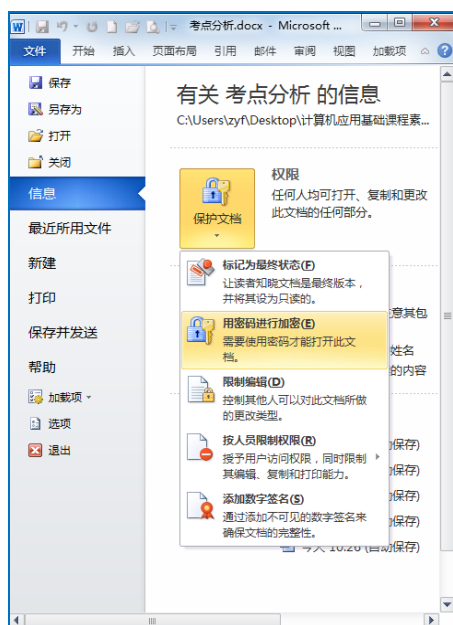 考点分析.docx - Microsoft ...
文件 开始 插入 页面布局 引用 邮件 审阅 视图 加载项
保存
另存为
打开
关闭
信息
最近所用文件
新建
打印
保存并发送
帮助
加载项
选项
退出
有关 考点分析 的信息
C:\Users\zyf\Desktop\计算机应用基础课程素...
保护文档
权限
任何人均可打开、复制和更改
此文档的任何部分。
标记为最终状态(F)
让读者知晓文档是最终版本，
并将其设为只读的。
用密码进行加密(E)
需要使用密码才能打开此文
档。
限制编辑(D)
控制其他人可以对此文档所做
的更改类型。
按人员限制权限(R)
授予用户访问权限，同时限制
其编辑、复制和打印能力。
添加数字签名(S)
通过添加不可见的数字签名来
确保文档的完整性。
意其包
姓名
的内容
动保存)
动保存)
动保存)
动保存)
今天 10:26 (自动保存)